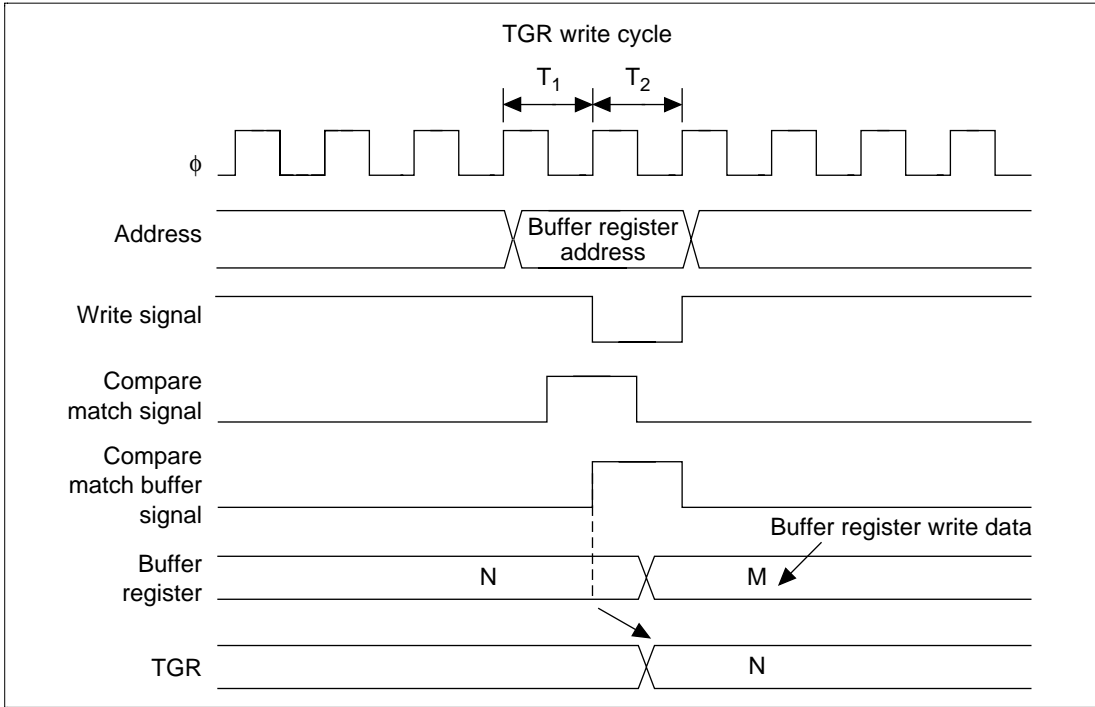 TGR write cycle
T₁
T₂
ϕ
Address
Buffer register
address
Write signal
Compare
match signal
Compare
match buffer
signal
Buffer register write data
Buffer
register
N
M
TGR
N